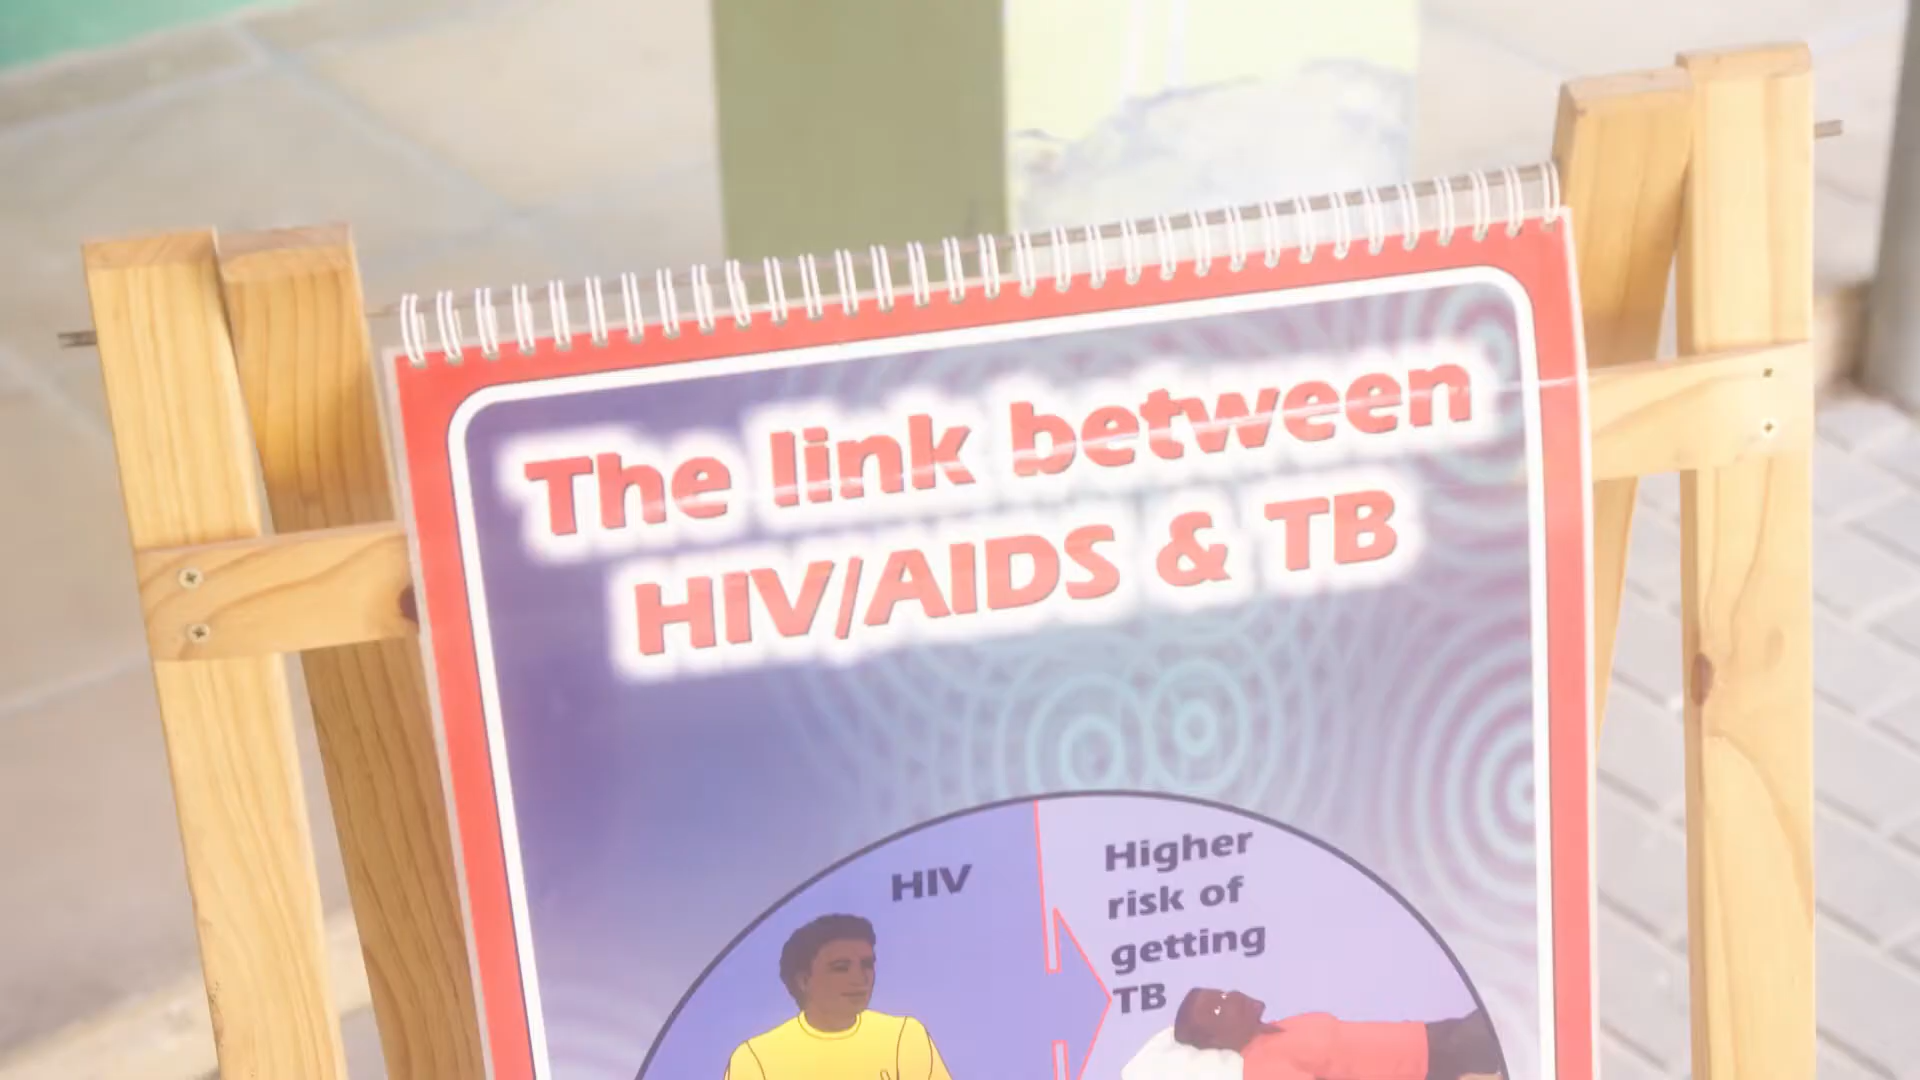 The link between
HIV/AIDS & TB
HIV
Higher
risk of
getting
TB